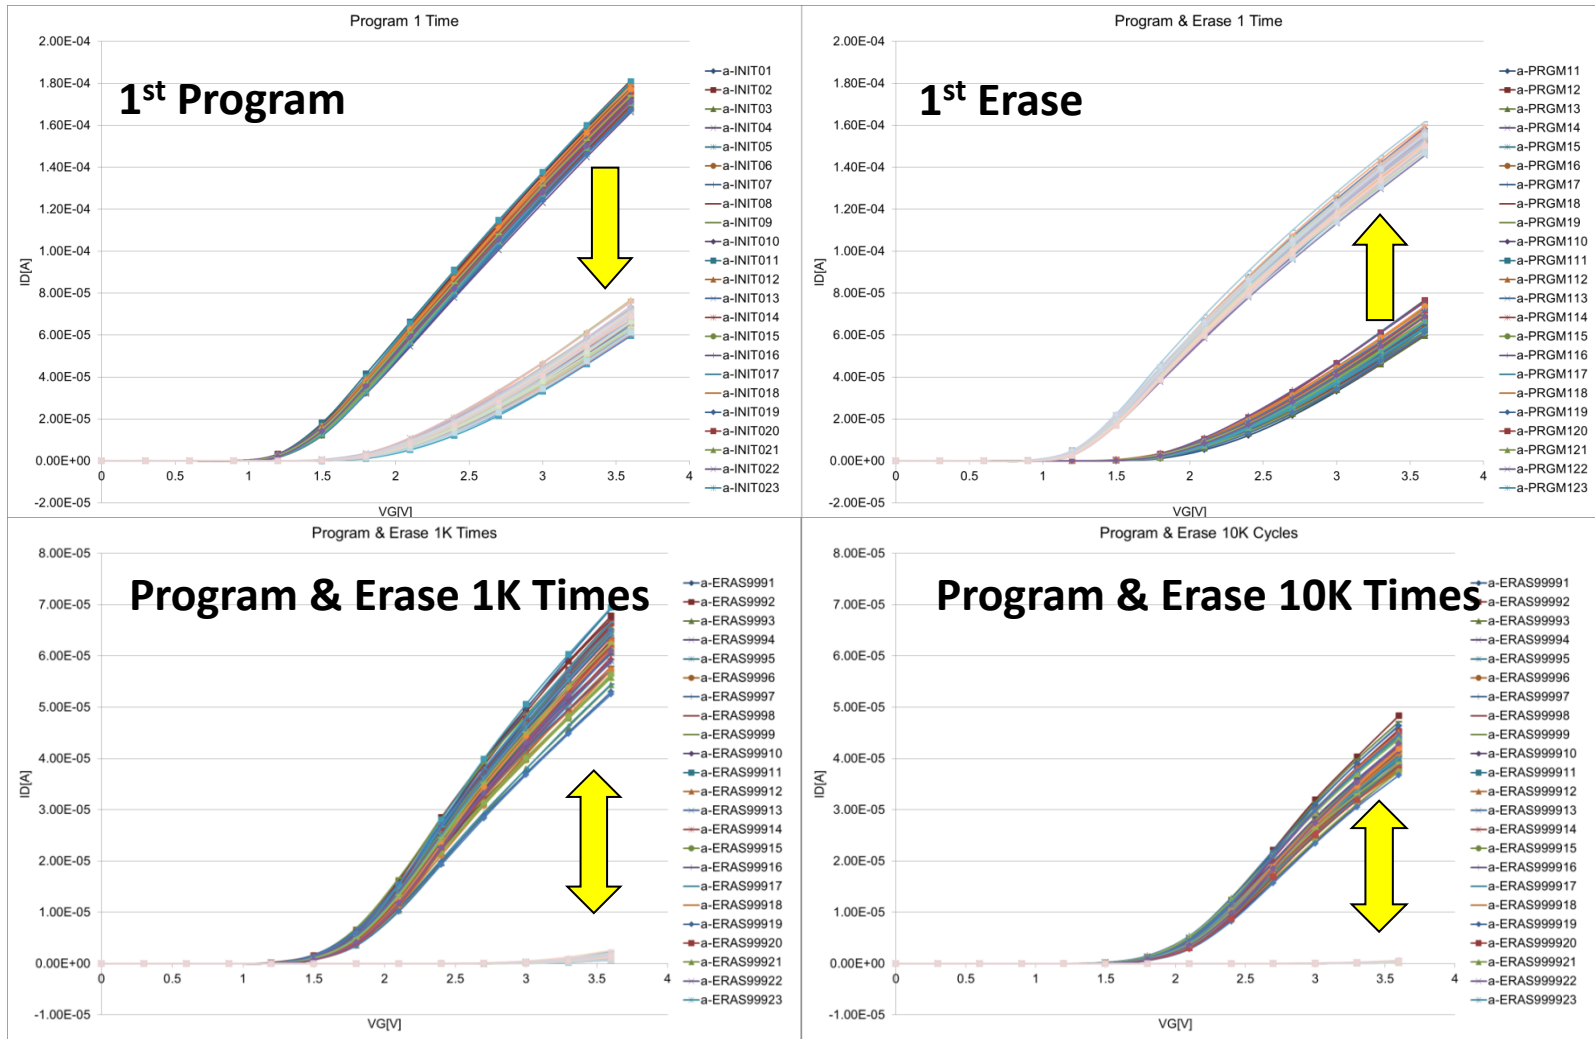 Program 1 Time
1st Program
2.00E-04
1.80E-04
1.60E-04
1.40E-04
1.20E-04
1.00E-04
8.00E-05
6.00E-05
4.00E-05
2.00E-05
0.00E+00
-2.00E-05
ID[A]
0 0.5 1 1.5 2 2.5 3 3.5 4
VG[V]
a-INIT01
a-INIT02
a-INIT03
a-INIT04
a-INIT05
a-INIT06
a-INIT07
a-INIT08
a-INIT09
a-INIT010
a-INIT011
a-INIT012
a-INIT013
a-INIT014
a-INIT015
a-INIT016
a-INIT017
a-INIT018
a-INIT019
a-INIT020
a-INIT021
a-INIT022
a-INIT023
Program & Erase 1 Time
1st Erase
2.00E-04
1.80E-04
1.60E-04
1.40E-04
1.20E-04
1.00E-04
8.00E-05
6.00E-05
4.00E-05
2.00E-05
0.00E+00
-2.00E-05
ID[A]
0 0.5 1 1.5 2 2.5 3 3.5 4
VG[V]
a-PRGM11
a-PRGM12
a-PRGM13
a-PRGM14
a-PRGM15
a-PRGM16
a-PRGM17
a-PRGM18
a-PRGM19
a-PRGM110
a-PRGM111
a-PRGM112
a-PRGM113
a-PRGM114
a-PRGM115
a-PRGM116
a-PRGM117
a-PRGM118
a-PRGM119
a-PRGM120
a-PRGM121
a-PRGM122
a-PRGM123
Program & Erase 1K Times
Program & Erase 1K Times
8.00E-05
7.00E-05
6.00E-05
5.00E-05
4.00E-05
3.00E-05
2.00E-05
1.00E-05
0.00E+00
-1.00E-05
ID[A]
0 0.5 1 1.5 2 2.5 3 3.5 4
VG[V]
a-ERAS9991
a-ERAS9992
a-ERAS9993
a-ERAS9994
a-ERAS9995
a-ERAS9996
a-ERAS9997
a-ERAS9998
a-ERAS9999
a-ERAS99910
a-ERAS99911
a-ERAS99912
a-ERAS99913
a-ERAS99914
a-ERAS99915
a-ERAS99916
a-ERAS99917
a-ERAS99918
a-ERAS99919
a-ERAS99920
a-ERAS99921
a-ERAS99922
a-ERAS99923
Program & Erase 10K Cycles
Program & Erase 10K Times
8.00E-05
7.00E-05
6.00E-05
5.00E-05
4.00E-05
3.00E-05
2.00E-05
1.00E-05
0.00E+00
-1.00E-05
ID[A]
0 0.5 1 1.5 2 2.5 3 3.5 4
VG[V]
a-ERAS99991
a-ERAS99992
a-ERAS99993
a-ERAS99994
a-ERAS99995
a-ERAS99996
a-ERAS99997
a-ERAS99998
a-ERAS99999
a-ERAS999910
a-ERAS999911
a-ERAS999912
a-ERAS999913
a-ERAS999914
a-ERAS999915
a-ERAS999916
a-ERAS999917
a-ERAS999918
a-ERAS999919
a-ERAS999920
a-ERAS999921
a-ERAS999922
a-ERAS999923